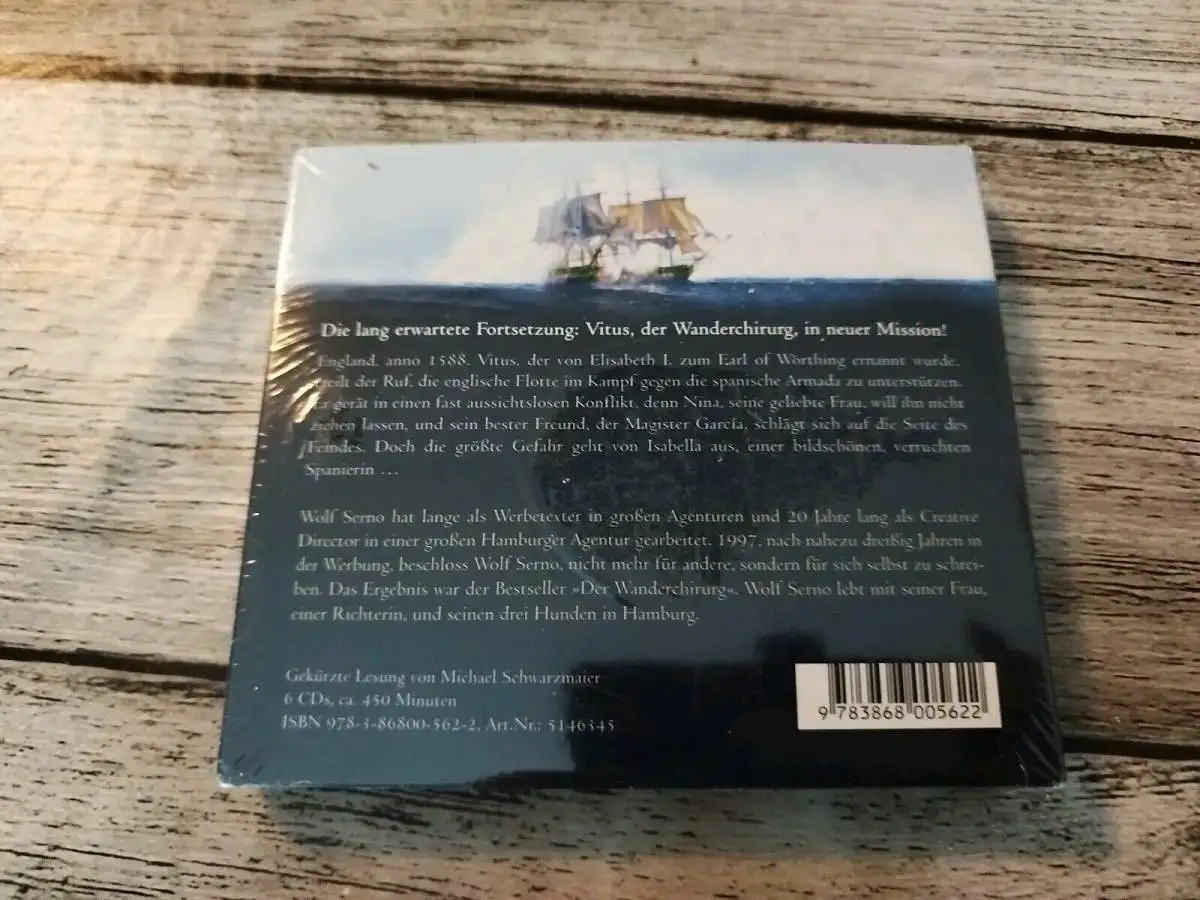 Die lang erwartete Fortsetzung: Vitus, der Wanderchirurg, in neuer Mission!
England, anno 1588. Vitus, der von Elisabeth I. zum Earl of Worthing ernannt wurde,
ereilt der Ruf, die englische Flotte im Kampf gegen die spanische Armada zu unterstützen.
Er gerät in einen fast aussichtslosen Konflikt, denn Nina, seine geliebte Frau, will ihn nicht
ziehen lassen, und sein bester Freund, der Magister García, schlägt sich auf die Seite des
Feindes. Doch die größte Gefahr geht von Isabella aus, einer bildschönen, verruchten
Spanierin …
Wolf Serno hat lange als Werbetexter in großen Agenturen und 20 Jahre lang als Creative
Director in einer großen Hamburger Agentur gearbeitet. 1997, nach nahezu dreißig Jahren in
der Werbung, beschloss Wolf Serno, nicht mehr für andere, sondern für sich selbst zu schrei-
ben. Das Ergebnis war der Bestseller »Der Wanderchirurg«. Wolf Serno lebt mit seiner Frau,
einer Richterin, und seinen drei Hunden in Hamburg.
Gekürzte Lesung von Michael Schwarzmaier
6 CDs, ca. 450 Minuten
ISBN 978-3-86800-562-2, Art.Nr.: 5146345
9 783868 005622